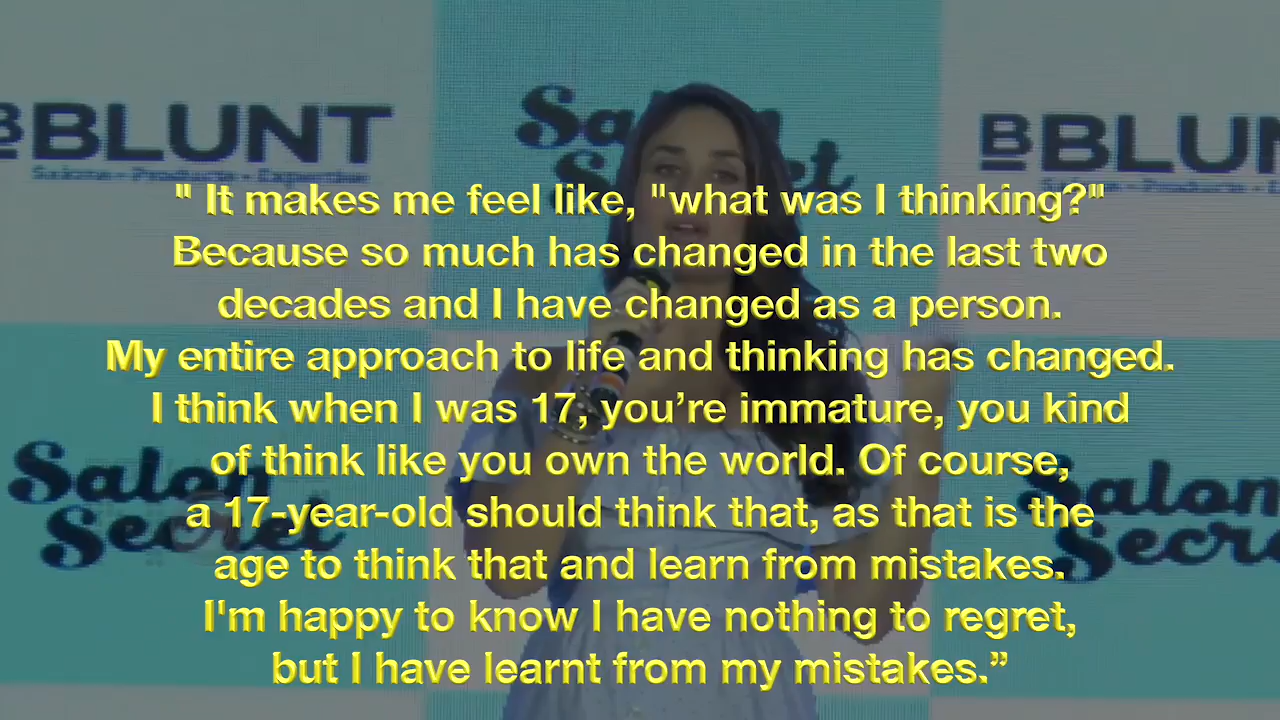 BBLUNT
Salons • Products • Expertise
Salon
Secret
BBLUN
" It makes me feel like, "what was I thinking?"
Because so much has changed in the last two
decades and I have changed as a person.
My entire approach to life and thinking has changed.
I think when I was 17, you’re immature, you kind
of think like you own the world. Of course,
a 17-year-old should think that, as that is the
age to think that and learn from mistakes.
I'm happy to know I have nothing to regret,
but I have learnt from my mistakes.”
Salon
Secret
Salon
Secre